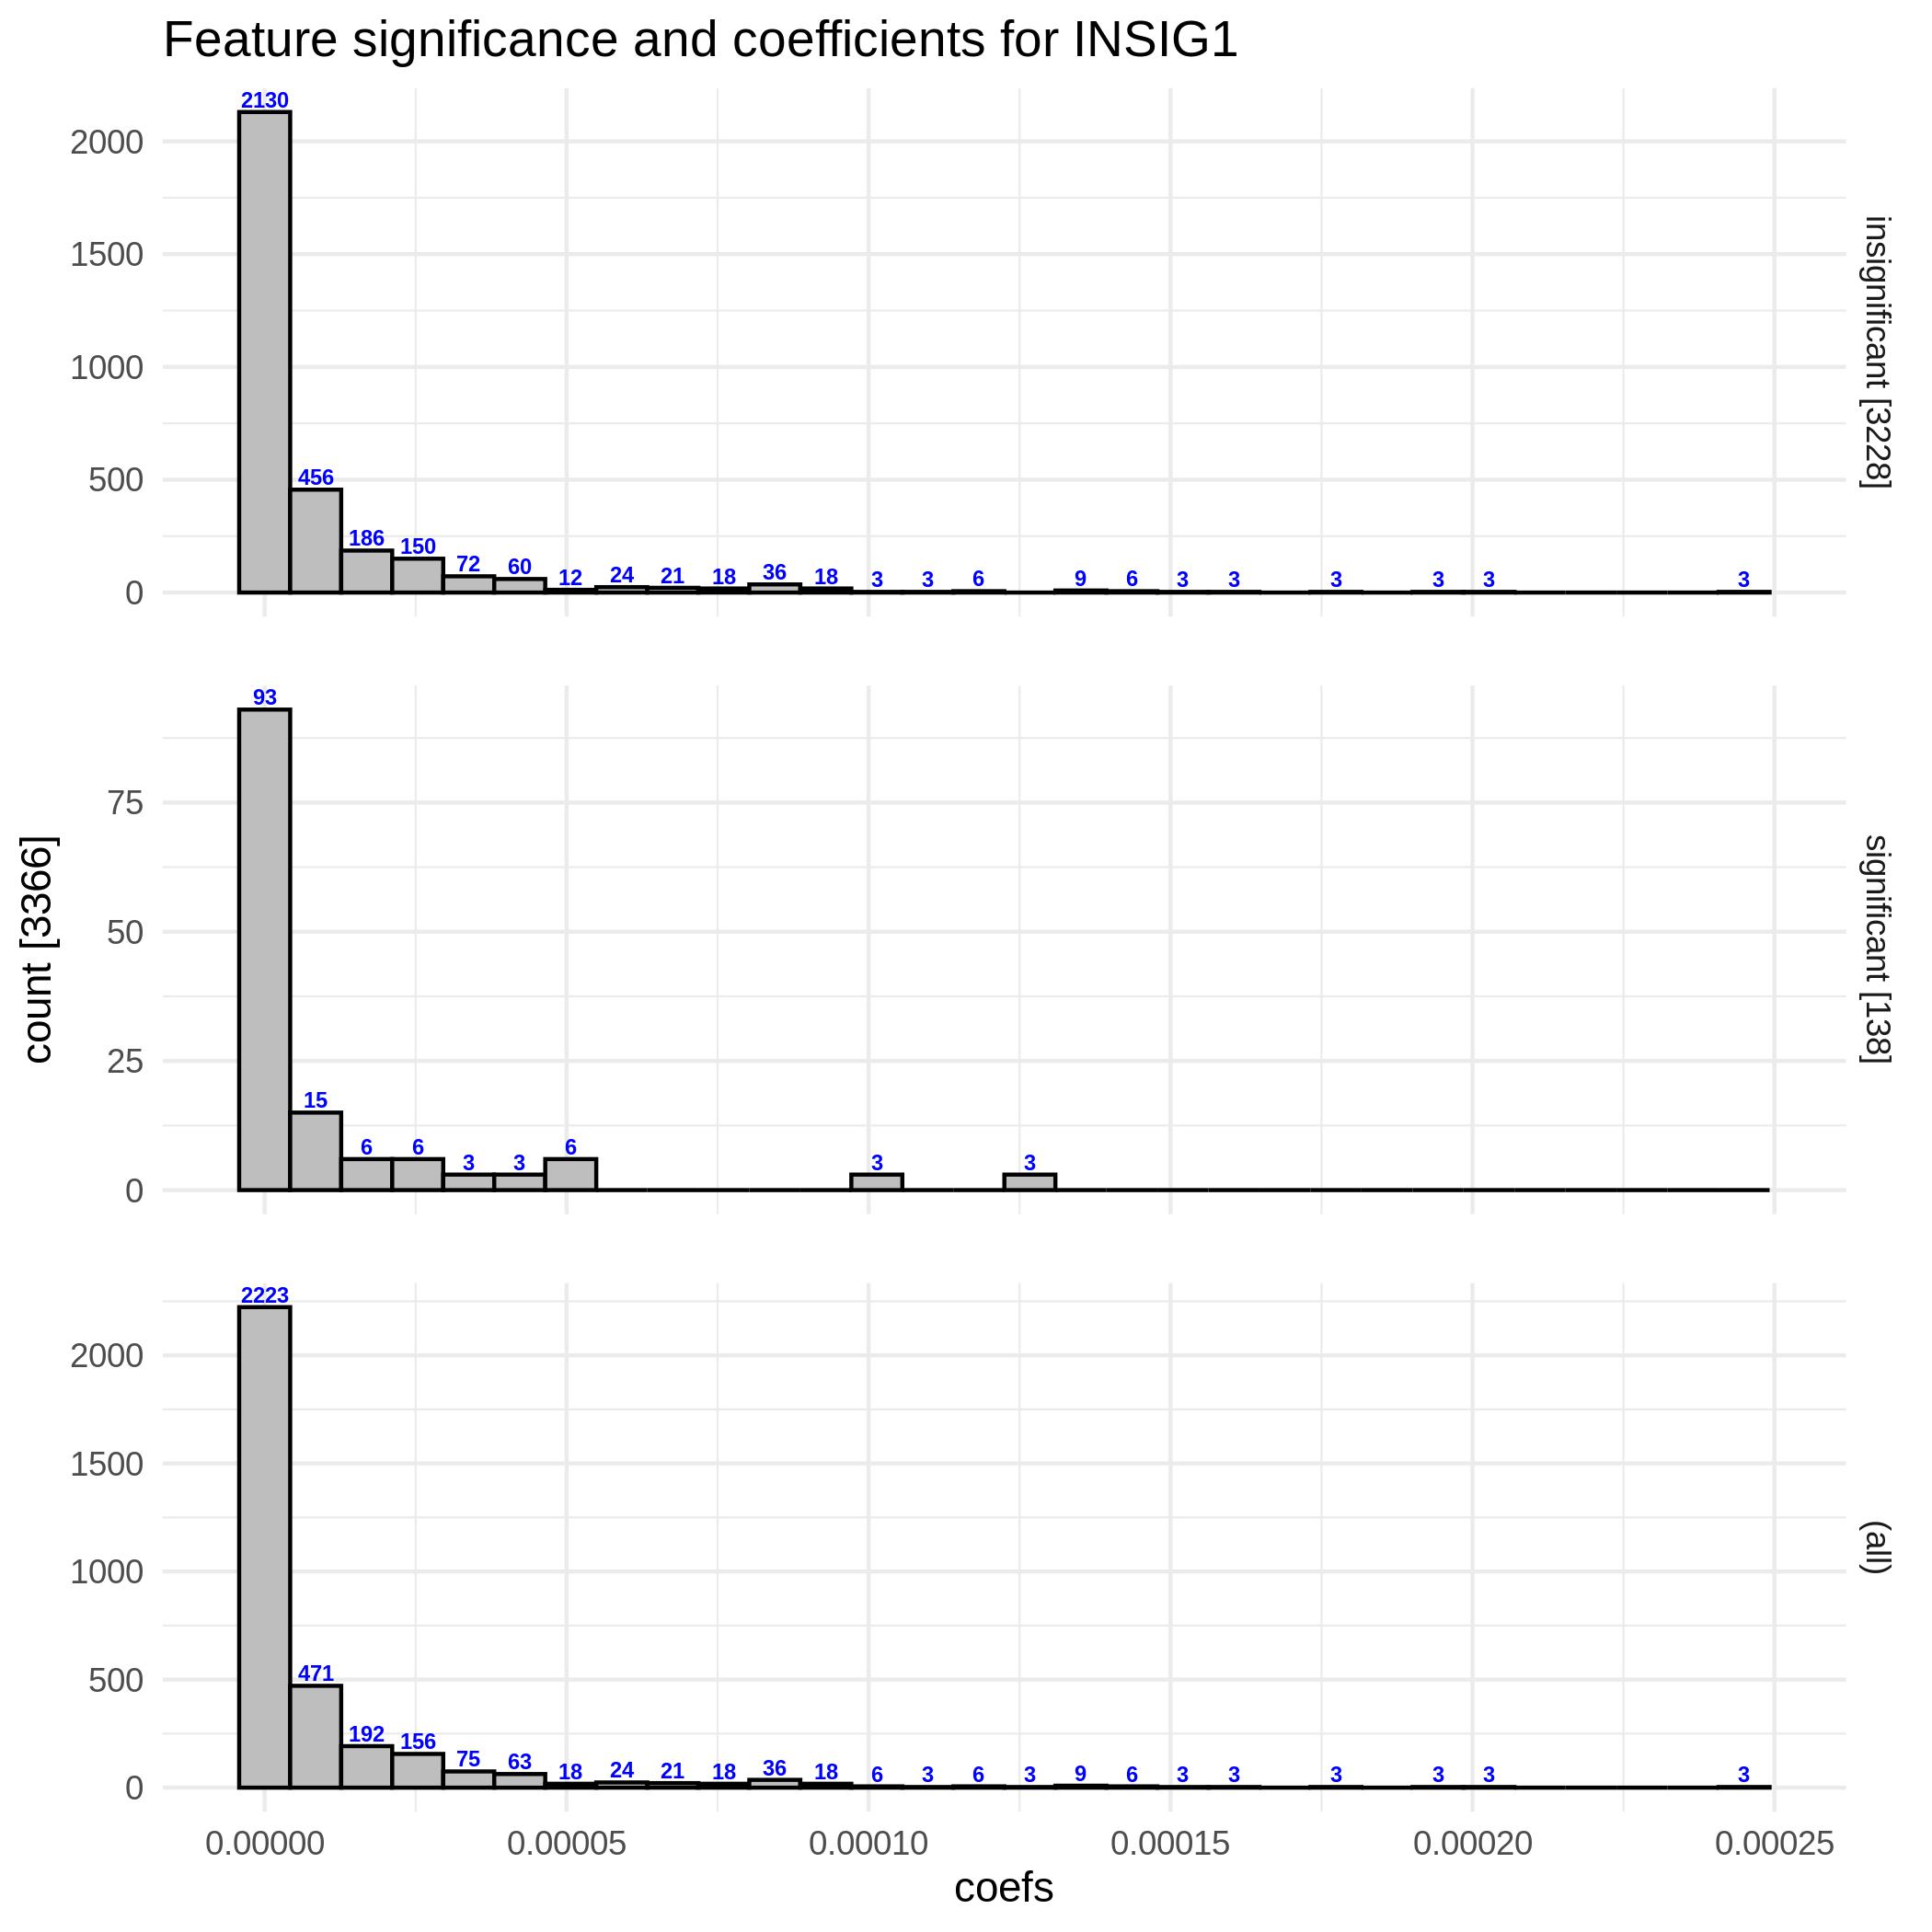 Feature significance and coefficients for INSIG1
2130
2000
1500
1000
500
0
456
186 150 72 60 12 24 21 18 36 18 3 3 6 9 6 3 3 3 3 3 3
insignificant [3228]
93
75
50
25
0
15
6 6 3 3 6 3 3
significant [138]
count [3366]
2223
2000
1500
1000
500
0
471
192 156 75 63 18 24 21 18 36 18 6 3 6 3 9 6 3 3 3 3 3 3
(all)
0.00000 0.00005 0.00010 0.00015 0.00020 0.00025
coefs